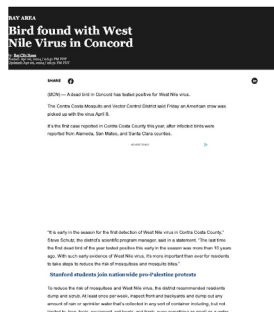 BAY AREA
Bird found with West
Nile Virus in Concord
by: Bay City News
SHARE
(BCN) — A dead bird in Concord has tested positive for West Nile virus.
The Contra Costa Mosquito and Vector Control District said Friday an American crow was
picked up with the virus April 9.
It's the first case reported in Contra Costa County this year, after infected birds were
reported from Alameda, San Mateo, and Santa Clara counties.
"It is early in the season for the first detection of West Nile virus in Contra Costa County,"
Steve Schutz, the district's scientific program manager, said in a statement. "The last time
the first dead bird of the year tested positive this early in the season was more than 10 years
ago. With such early evidence of West Nile virus, it's more important than ever for residents
to take steps to reduce the risk of mosquitoes and mosquito bites."
Stanford students join nationwide pro-Palestine protests
To reduce the risk of mosquitoes and West Nile virus, the district recommended residents
dump and scrub. At least once per week, inspect front and backyards and dump out any
amount of rain or sprinkler water that's collected in any sort of container, including, but not